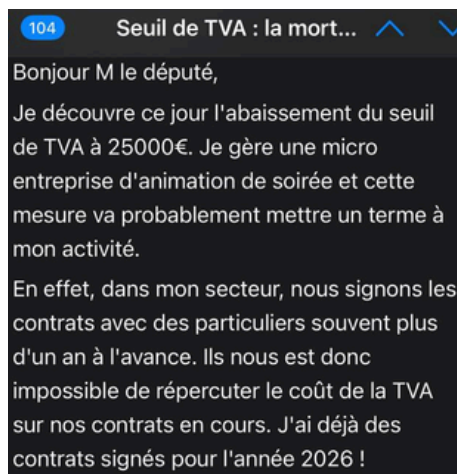 104 Seuil de TVA : la mort...
Bonjour M le député,
Je découvre ce jour l'abaissement du seuil
de TVA à 25000€. Je gère une micro
entreprise d'animation de soirée et cette
mesure va probablement mettre un terme à
mon activité.
En effet, dans mon secteur, nous signons les
contrats avec des particuliers souvent plus
d'un an à l'avance. Ils nous est donc
impossible de répercuter le coût de la TVA
sur nos contrats en cours. J'ai déjà des
contrats signés pour l'année 2026 !